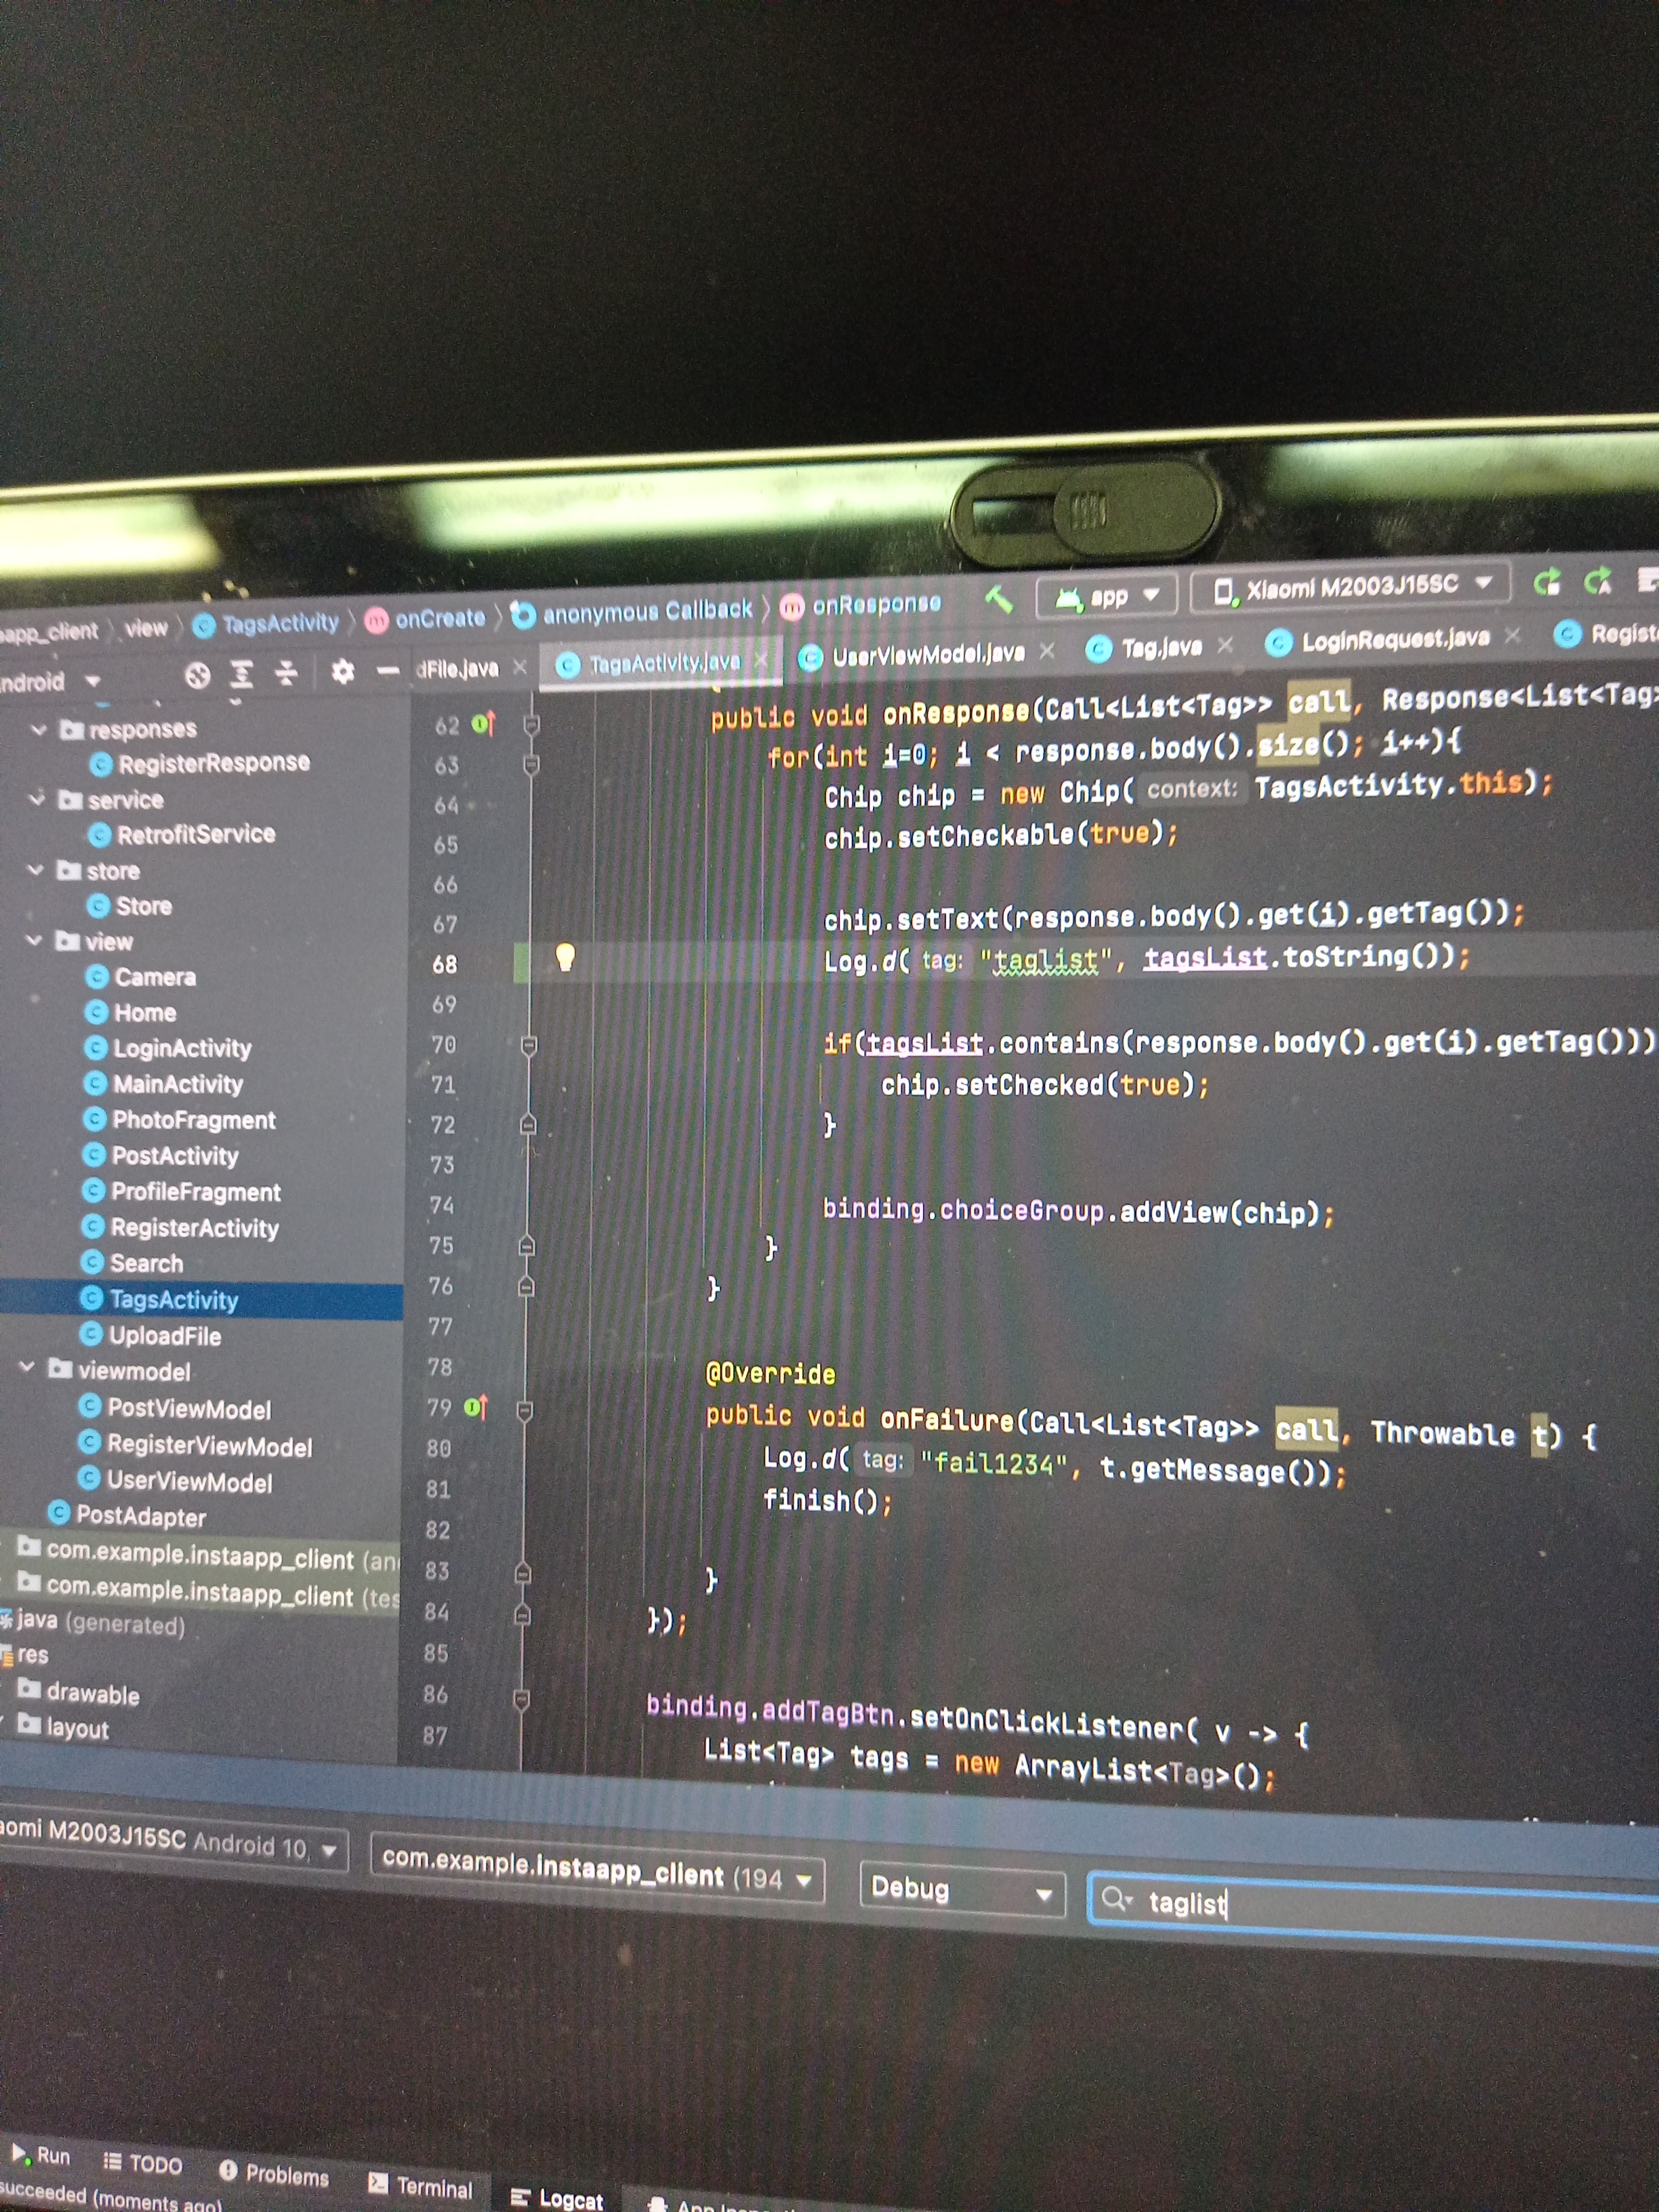 app_client view TagsActivity onCreate anonymous Callback onResponse app Xiaomi M2003J15SC
ndroid dFile.java TagsActivity.java UserViewModel.java Tag.java LoginRequest.java
responses
RegisterResponse
service
RetrofitService
store
Store
view
Camera
Home
LoginActivity
MainActivity
PhotoFragment
PostActivity
ProfileFragment
RegisterActivity
Search
TagsActivity
UploadFile
viewmodel
PostViewModel
RegisterViewModel
UserViewModel
PostAdapter
com.example.instaapp_client (an
com.example.instaapp_client (tes
java (generated)
res
drawable
layout
62 public void onResponse(Call<List<Tag>> call, Response<List<Tag>
63 for(int i=0; i < response.body().size(); i++){
64 Chip chip = new Chip( context: TagsActivity.this);
65 chip.setCheckable(true);
66
67 chip.setText(response.body().get(i).getTag());
68 Log.d( tag: "taglist", tagsList.toString());
69
70 if(tagsList.contains(response.body().get(i).getTag()))
71 chip.setChecked(true);
72 }
73
74 binding.choiceGroup.addView(chip);
75 }
76 }
77
78 @Override
79 public void onFailure(Call<List<Tag>> call, Throwable t) {
80 Log.d( tag: "fail1234", t.getMessage());
81 finish();
82
83 }
84 });
85
86 binding.addTagBtn.setOnClickListener( v -> {
87 List<Tag> tags = new ArrayList<Tag>();
aomi M2003J15SC Android 10, com.example.instaapp_client (194 Debug taglist
Run TODO Problems Terminal Logcat
succeeded (moments ago)